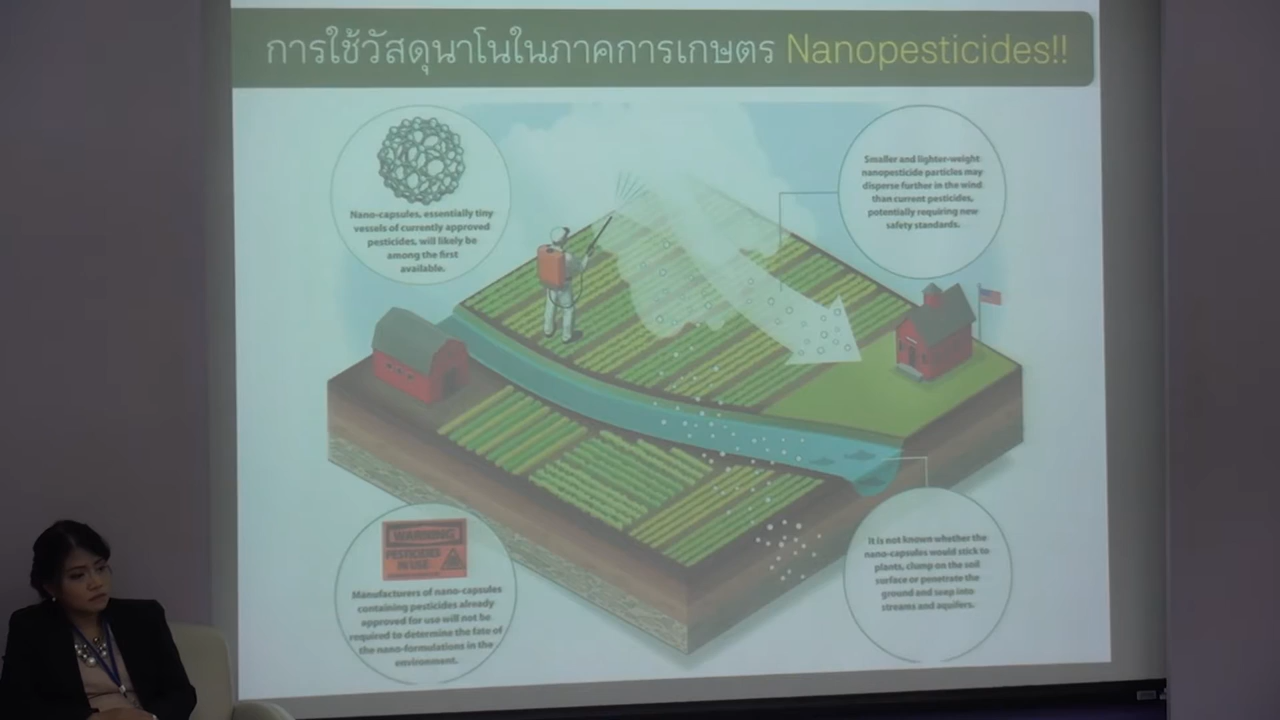 การใช้วัสดุนาโนในภาคการเกษตร Nanopesticides!!
Nano-capsules, essentially tiny
vessels of currently approved
pesticides, will likely be
among the first
available.
Smaller and lighter-weight
nanopesticide particles may
disperse further in the wind
than current pesticides,
potentially requiring new
safety standards.
WARNING
PESTICIDES
IN USE
Manufacturers of nano-capsules
containing pesticides already
approved for use will not be
required to determine the fate of
the nano-formulations in the
environment.
It is not known whether the
nano-capsules would stick to
plants, clump on the soil
surface or penetrate the
ground and seep into
streams and aquifers.